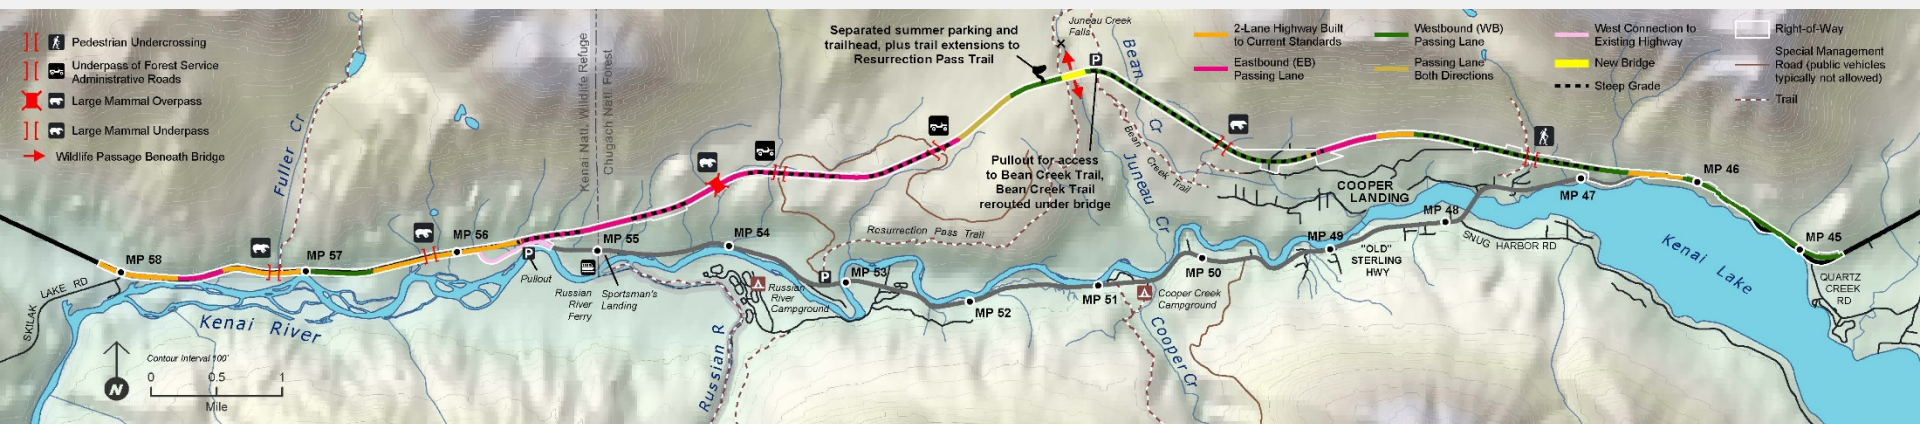 Pedestrian Undercrossing
Underpass of Forest Service
Administrative Roads
Large Mammal Overpass
Large Mammal Underpass
Wildlife Passage Beneath Bridge
Fuller Cr
Kenai Natl. Wildlife Refuge
Chugach Natl Forest
Separated summer parking and
trailhead, plus trail extensions to
Resurrection Pass Trail
Juneau Creek
Falls
P
Bean Cr
Juneau Cr
Bean Creek Trail
Pullout for access
to Bean Creek Trail,
Bean Creek Trail
rerouted under bridge
2-Lane Highway Built
to Current Standards
Eastbound (EB)
Passing Lane
Westbound (WB)
Passing Lane
Passing Lane
Both Directions
West Connection to
Existing Highway
New Bridge
Steep Grade
Right-of-Way
Special Management
Road (public vehicles
typically not allowed)
Trail
COOPER
LANDING
MP 58
MP 57
MP 56
MP 55
MP 54
MP 53
MP 52
MP 51
MP 50
MP 49
MP 48
MP 47
MP 46
MP 45
SKILAK LAKE RD
Kenai River
P
Pullout
Russian
River
Ferry
Sportsman's
Landing
Russian
River
Campground
Russian R
P
Resurrection Pass Trail
Cooper Creek
Campground
Cooper Cr
"OLD"
STERLING
HWY
SNUG HARBOR RD
Kenai Lake
QUARTZ
CREEK
RD
N
Contour Interval 100'
0 0.5 1
Mile